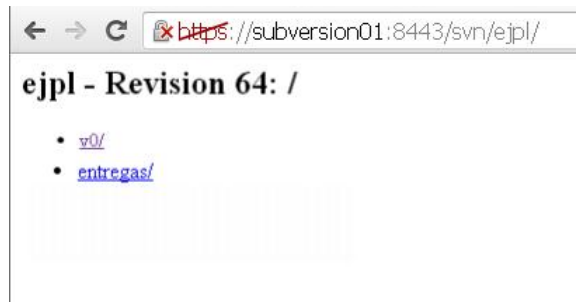 https://subversion01:8443/svn/ejpl/
ejpl - Revision 64: /
v0/
entregas/